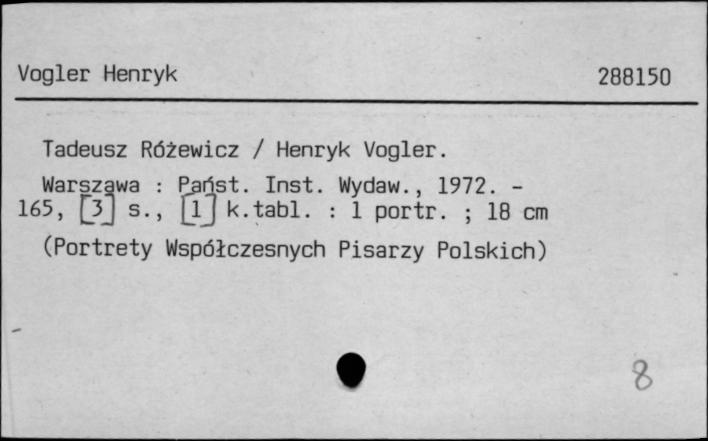 Vogler Henryk 288150
Tadeusz Różewicz / Henryk Vogler.
Warszawa : Państ. Inst. Wydaw., 1972. -
165, [3] s., [1] k.tabl. : 1 portr. ; 18 cm
(Portrety Współczesnych Pisarzy Polskich)
8